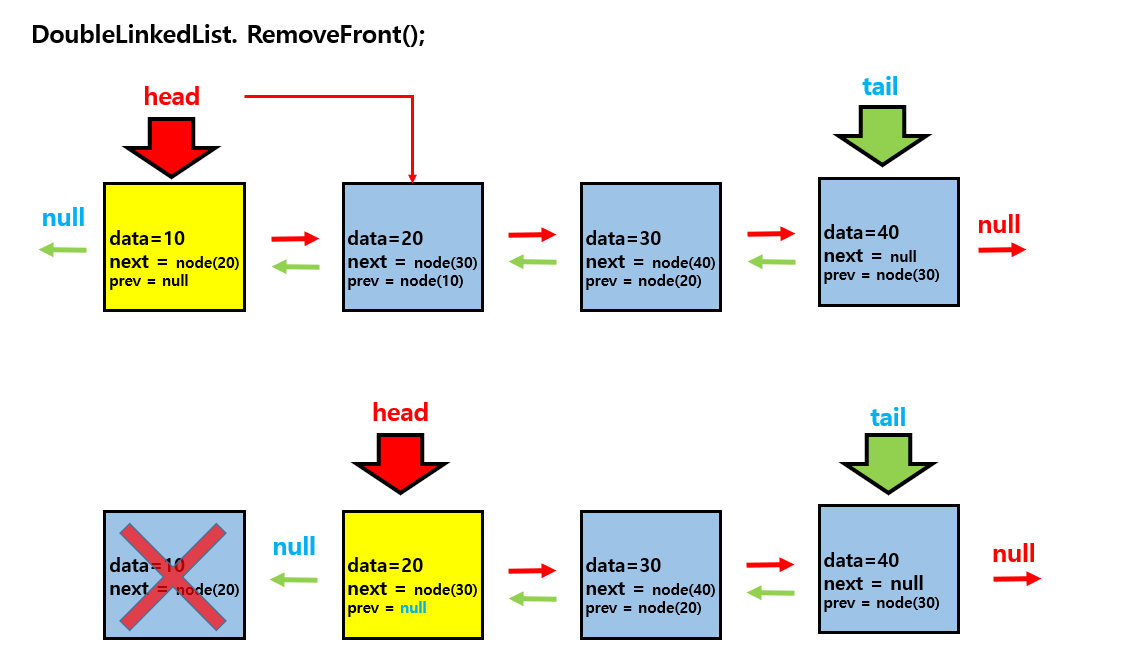 DoubleLinkedList. RemoveFront();
head
tail
null
data=10
next = node(20)
prev = null
data=20
next = node(30)
prev = node(10)
data=30
next = node(40)
prev = node(20)
data=40
next = null
prev = node(30)
null
head
tail
data=10
next = node(20)
null
data=20
next = node(30)
prev = null
data=30
next = node(40)
prev = node(20)
data=40
next = null
prev = node(30)
null